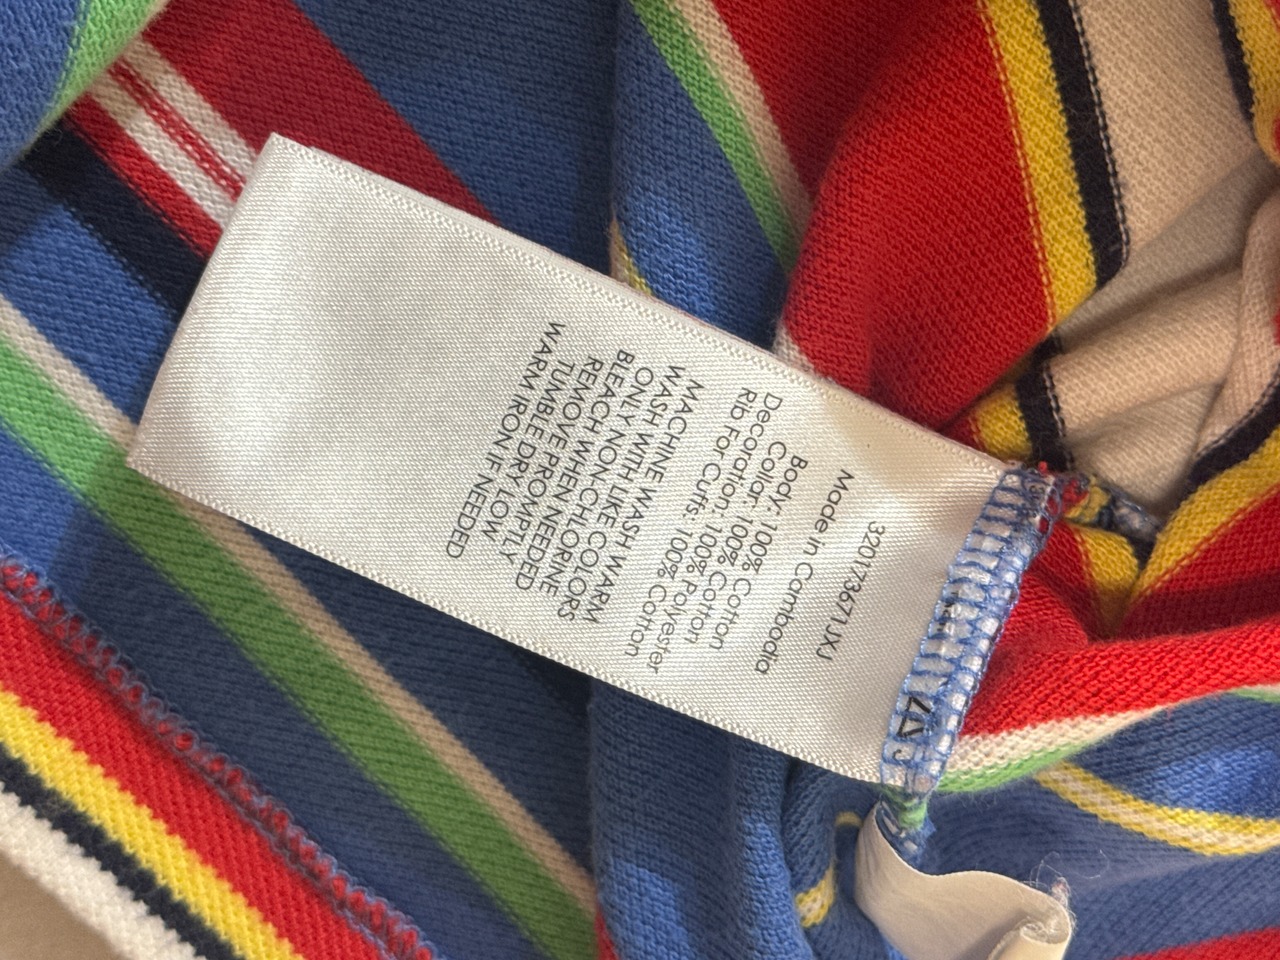 320173671JXJ
Made in Cambodia
Body: 100% Cotton
Collar: 100% Cotton
Decoration: 100% Polyester
Rib For Cuffs: 100% Cotton
MACHINE WASH WARM
WASH WITH LIKE COLORS
ONLY NON-CHLORINE
BLEACH WHEN NEEDED
REMOVE PROMPTLY
TUMBLE DRY LOW
WARM IRON IF NEEDED